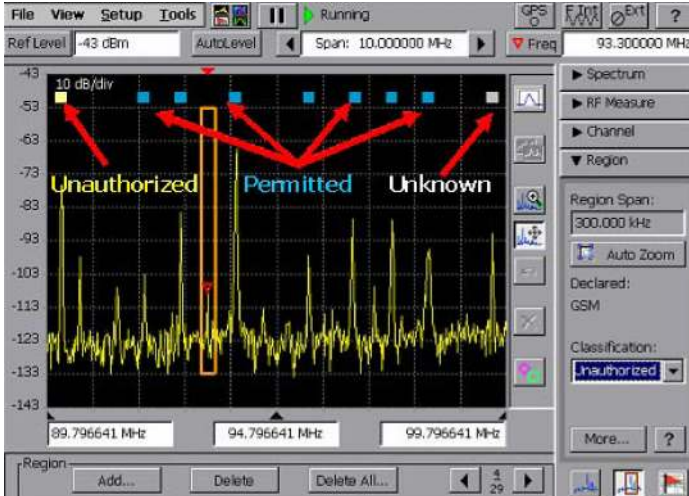 File View Setup Tools Running GPS F.Int Ext ?
Ref Level -43 dBm AutoLevel Span: 10.000000 MHz Freq 93.300000 MHz
-43
10 dB/div
-53
-63
-73
-83
-93
-103
-113
-123
-133
-143
Unauthorized Permitted Unknown
89.796641 MHz 94.796641 MHz 99.796641 MHz
Region
Add... Delete Delete All... 4
29
Spectrum
RF Measure
Channel
Region
Region Span:
300.000 kHz
Auto Zoom
Declared:
GSM
Classification:
Unauthorized
More... ?